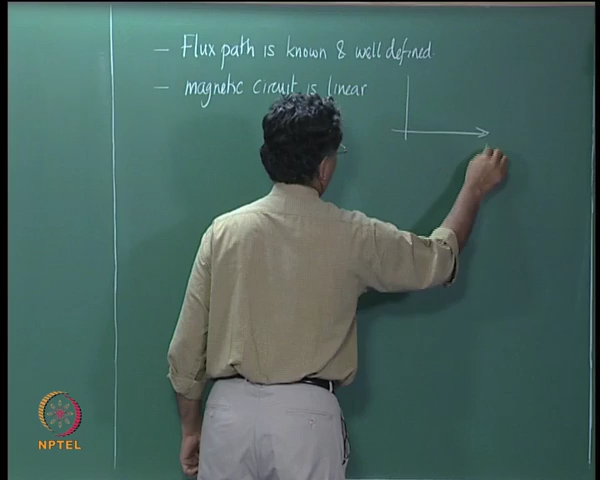 – Flux path is known & well defined.
– magnetic circuit is linear
NPTEL